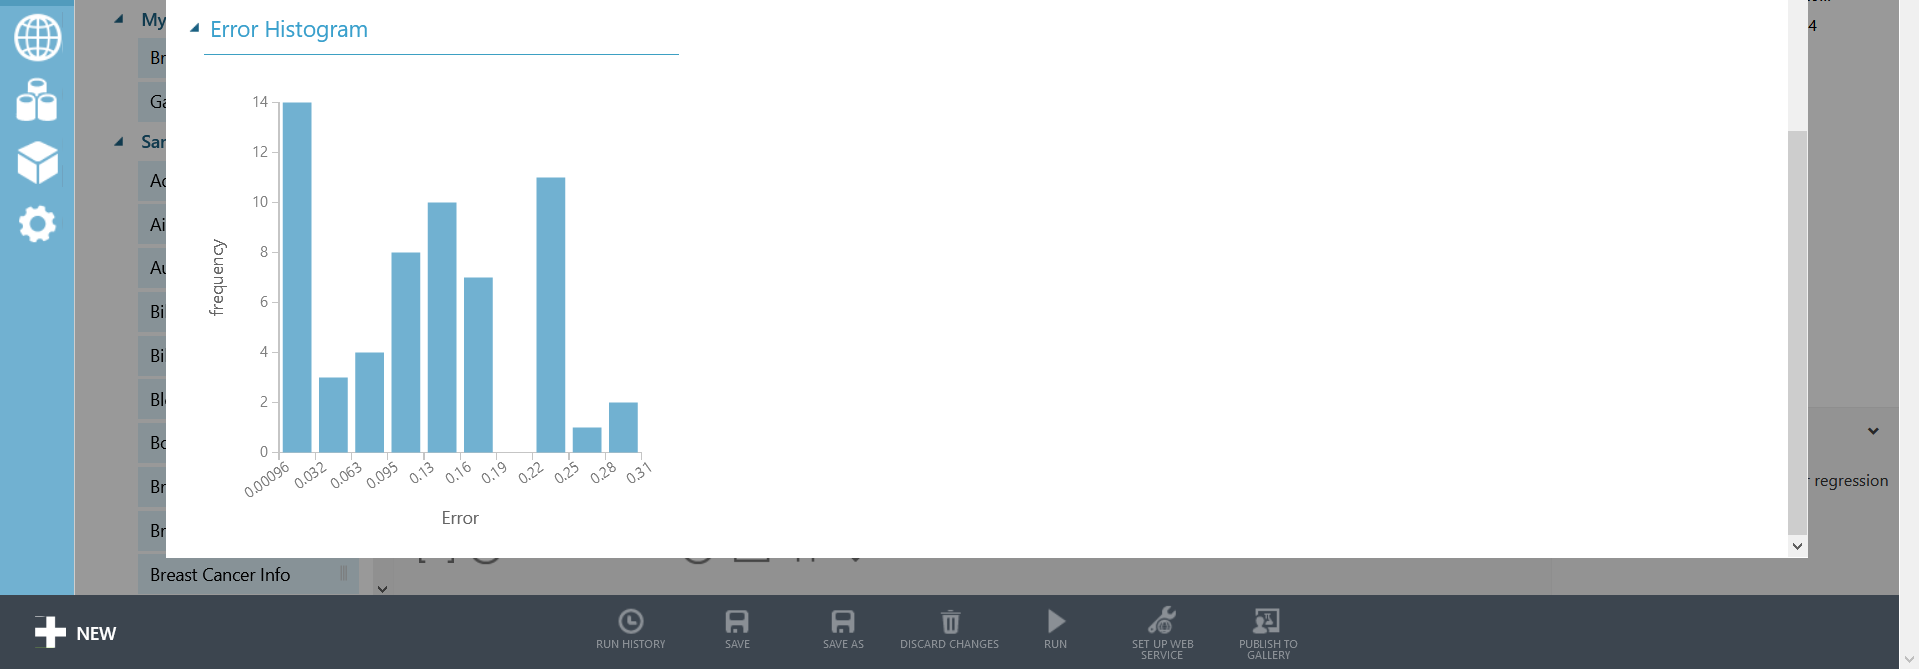 My
Br
Ga
Sar
Ac
Ai
Au
Bi
Bi
Bl
Bo
Br
Br
Breast Cancer Info
Error Histogram
14
12
10
8
6
4
2
0
frequency
0.00096 0.032 0.063 0.095 0.13 0.16 0.19 0.22 0.25 0.28 0.31
Error
4
regression
NEW
RUN HISTORY
SAVE
SAVE AS
DISCARD CHANGES
RUN
SET UP WEB
SERVICE
PUBLISH TO
GALLERY